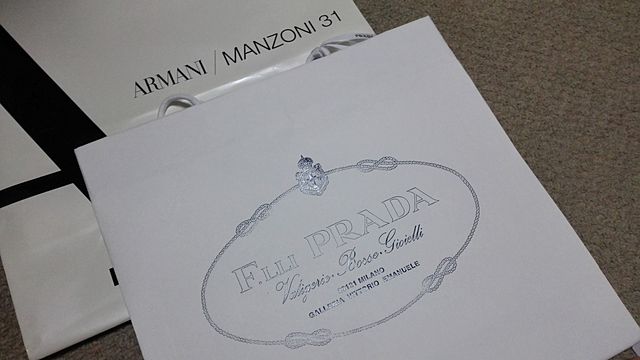 ARMANI / MANZONI 31
F.LLI PRADA
Valigerie・Borse・Gioielli
20121 MILANO
GALLERIA VITTORIO EMANUELE